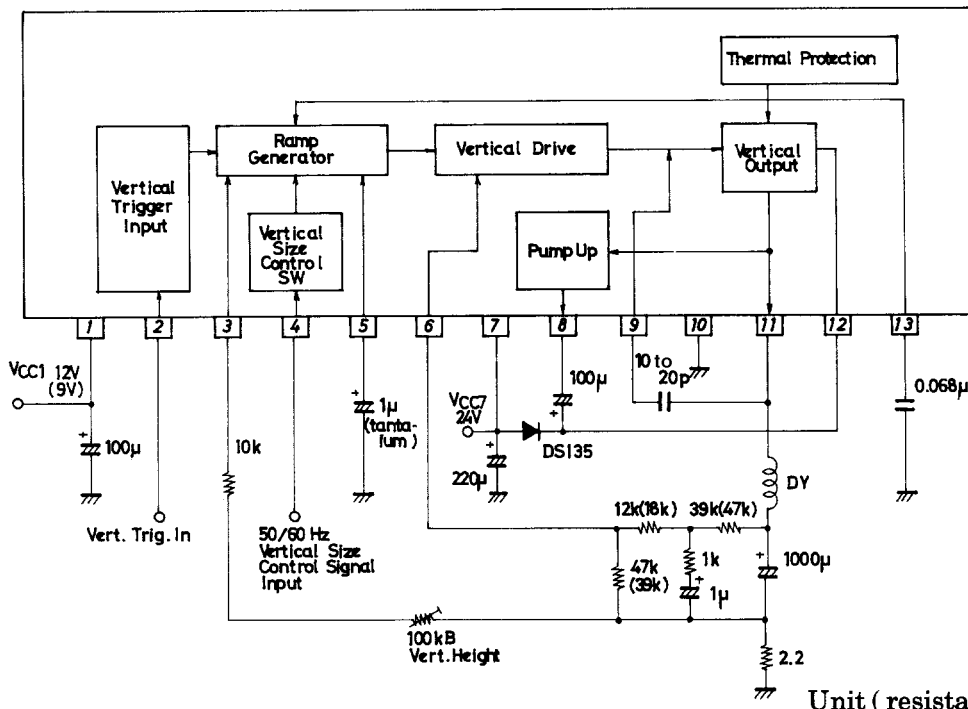 Thermal Protection
Ramp
Generator
Vertical Drive
Vertical
Output
Vertical
Trigger
Input
Vertical
Size
Control
SW
Pump Up
1
2
3
4
5
6
7
8
9
10
11
12
13
VCC1 12V
(9V)
100μ
10k
1μ
(tanta-
lum)
VCC7
24V
220μ
100μ
DS135
10 to
20p
0.068μ
DY
Vert. Trig. In
50/60 Hz
Vertical Size
Control Signal
Input
12k(18k)
39k(47k)
47k
(39k)
1k
1μ
1000μ
100kB
Vert. Height
2.2
Unit ( resista